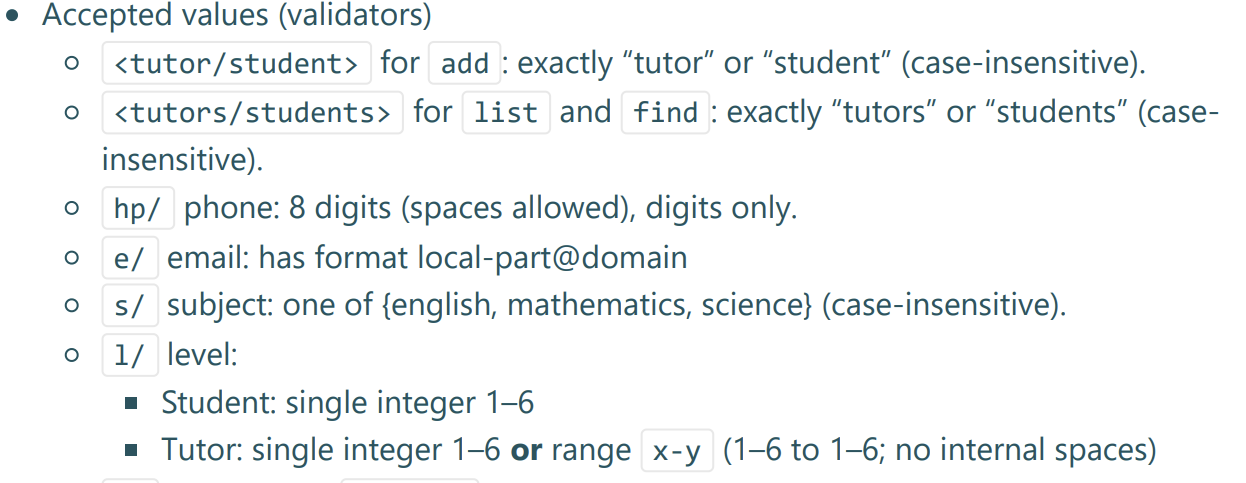 Accepted values (validators)
<tutor/student> for add: exactly “tutor” or “student” (case-insensitive).
<tutors/students> for list and find: exactly “tutors” or “students” (case-
insensitive).
hp/ phone: 8 digits (spaces allowed), digits only.
e/ email: has format local-part@domain
s/ subject: one of {english, mathematics, science} (case-insensitive).
l/ level:
Student: single integer 1–6
Tutor: single integer 1–6 or range x-y (1–6 to 1–6; no internal spaces)